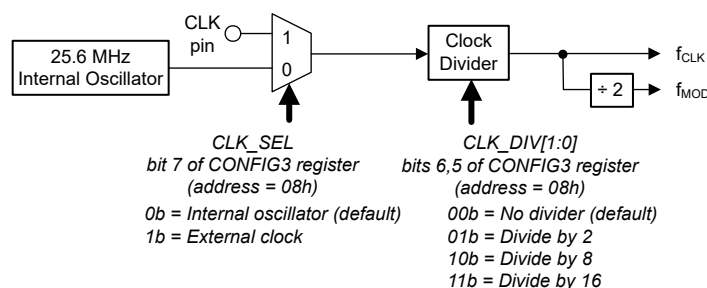 CLK
pin
25.6 MHz
Internal Oscillator
1
0
Clock
Divider
fCLK
÷ 2
fMOD
CLK_SEL
bit 7 of CONFIG3 register
(address = 08h)
0b = Internal oscillator (default)
1b = External clock
CLK_DIV[1:0]
bits 6,5 of CONFIG3 register
(address = 08h)
00b = No divider (default)
01b = Divide by 2
10b = Divide by 8
11b = Divide by 16